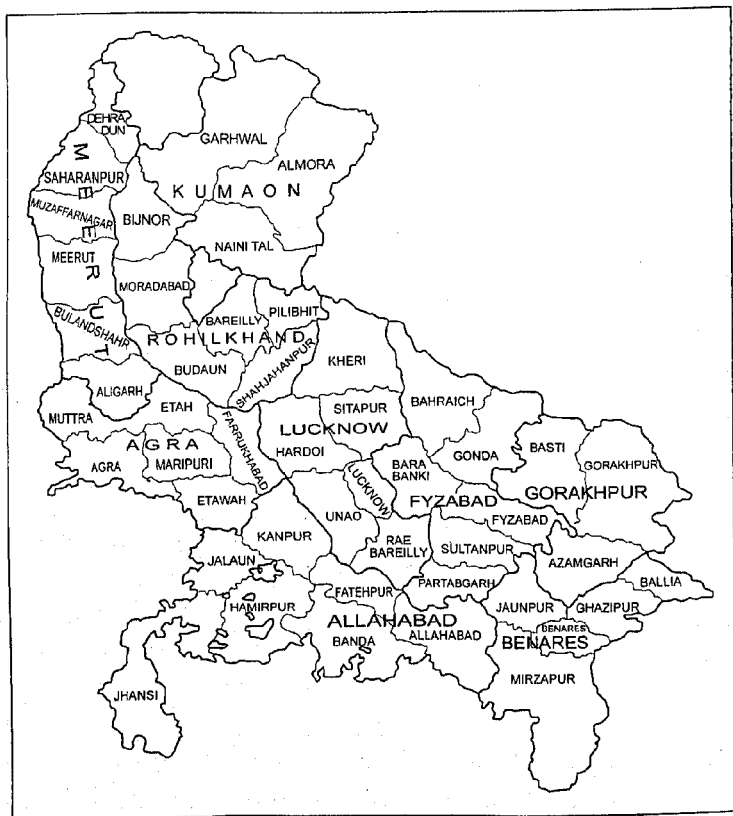 DEHRA
DUN
GARHWAL
ALMORA
MEERUT
SAHARANPUR
KUMAON
MUZAFFARNAGAR
BIJNOR
NAINI TAL
MEERUT
MORADABAD
PILIBHIT
BAREILLY
BULANDSHAHR
ROHILKHAND
SHAHJAHANPUR
KHERI
BUDAUN
ALIGARH
ETAH
SITAPUR
BAHRAICH
MUTTRA
FARRUKHABAD
LUCKNOW
AGRA
HARDOI
GONDA
BASTI
GORAKHPUR
AGRA
MARIPURI
BARA
BANKI
LUCKNOW
ETAWAH
FYZABAD
GORAKHPUR
UNAO
FYZABAD
KANPUR
RAE
BAREILLY
SULTANPUR
AZAMGARH
JALAUN
PARTABGARH
BALLIA
FATEHPUR
HAMIRPUR
JAUNPUR
GHAZIPUR
ALLAHABAD
BANDA
ALLAHABAD
BENARES
BENARES
MIRZAPUR
JHANSI